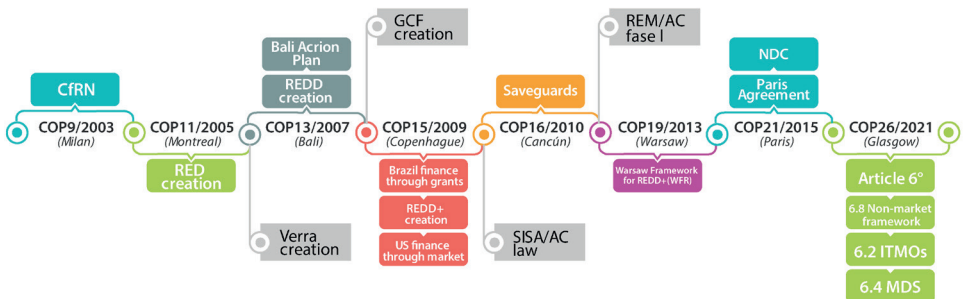 GCF
creation
REM/AC
fase I
Bali Acrion
Plan
NDC
CfRN
REDD
creation
Saveguards
Paris
Agreement
COP9/2003
(Milan)
COP11/2005
(Montreal)
COP13/2007
(Bali)
COP15/2009
(Copenhague)
COP16/2010
(Cancún)
COP19/2013
(Warsaw)
COP21/2015
(Paris)
COP26/2021
(Glasgow)
RED
creation
Brazil finance
through grants
Warsaw Framework
for REDD+(WFR)
Article 6°
REDD+
creation
6.8 Non-market
framework
Verra
creation
US finance
through market
SISA/AC
law
6.2 ITMOs
6.4 MDS